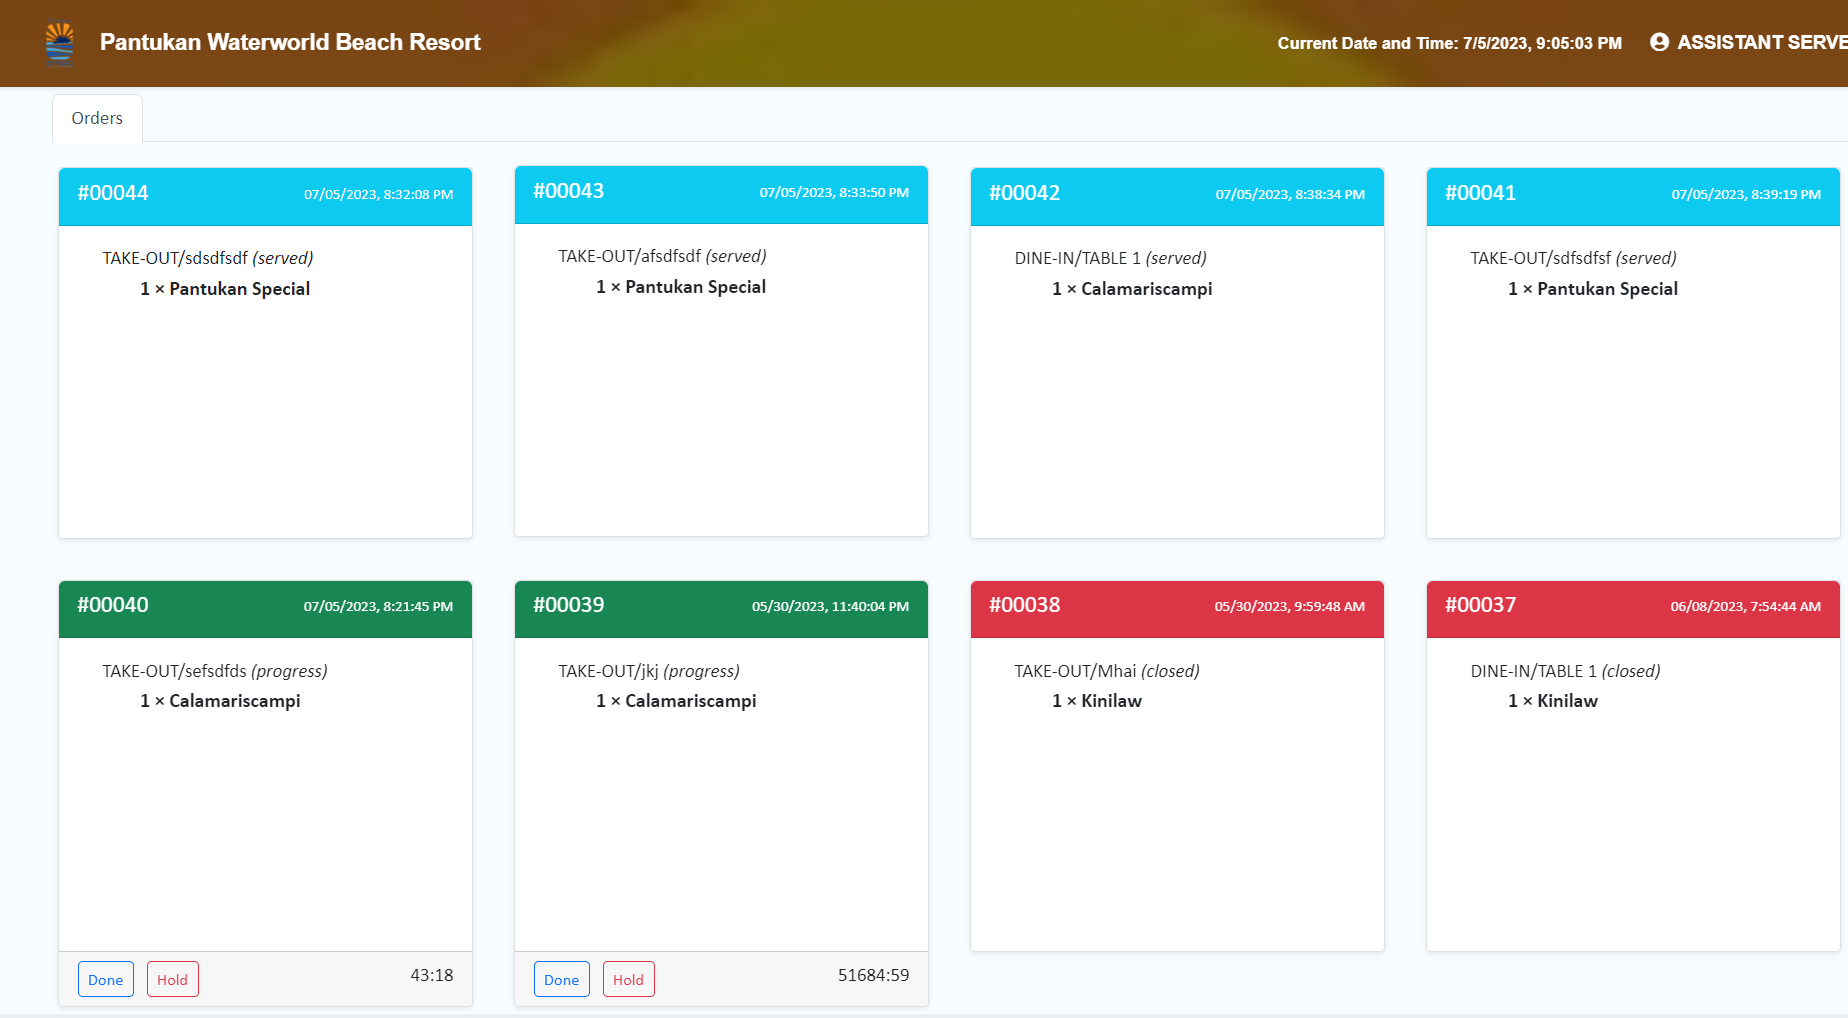 Pantukan Waterworld Beach Resort
Current Date and Time: 7/5/2023, 9:05:03 PM
ASSISTANT SERVE
Orders
#00044 07/05/2023, 8:32:08 PM
TAKE-OUT/sdsdfsdf (served)
1 × Pantukan Special
#00043 07/05/2023, 8:33:50 PM
TAKE-OUT/afsdfsdf (served)
1 × Pantukan Special
#00042 07/05/2023, 8:38:34 PM
DINE-IN/TABLE 1 (served)
1 × Calamariscampi
#00041 07/05/2023, 8:39:19 PM
TAKE-OUT/sdfsdfsf (served)
1 × Pantukan Special
#00040 07/05/2023, 8:21:45 PM
TAKE-OUT/sefsdfds (progress)
1 × Calamariscampi
Done Hold 43:18
#00039 05/30/2023, 11:40:04 PM
TAKE-OUT/jkj (progress)
1 × Calamariscampi
Done Hold 51684:59
#00038 05/30/2023, 9:59:48 AM
TAKE-OUT/Mhai (closed)
1 × Kinilaw
#00037 06/08/2023, 7:54:44 AM
DINE-IN/TABLE 1 (closed)
1 × Kinilaw